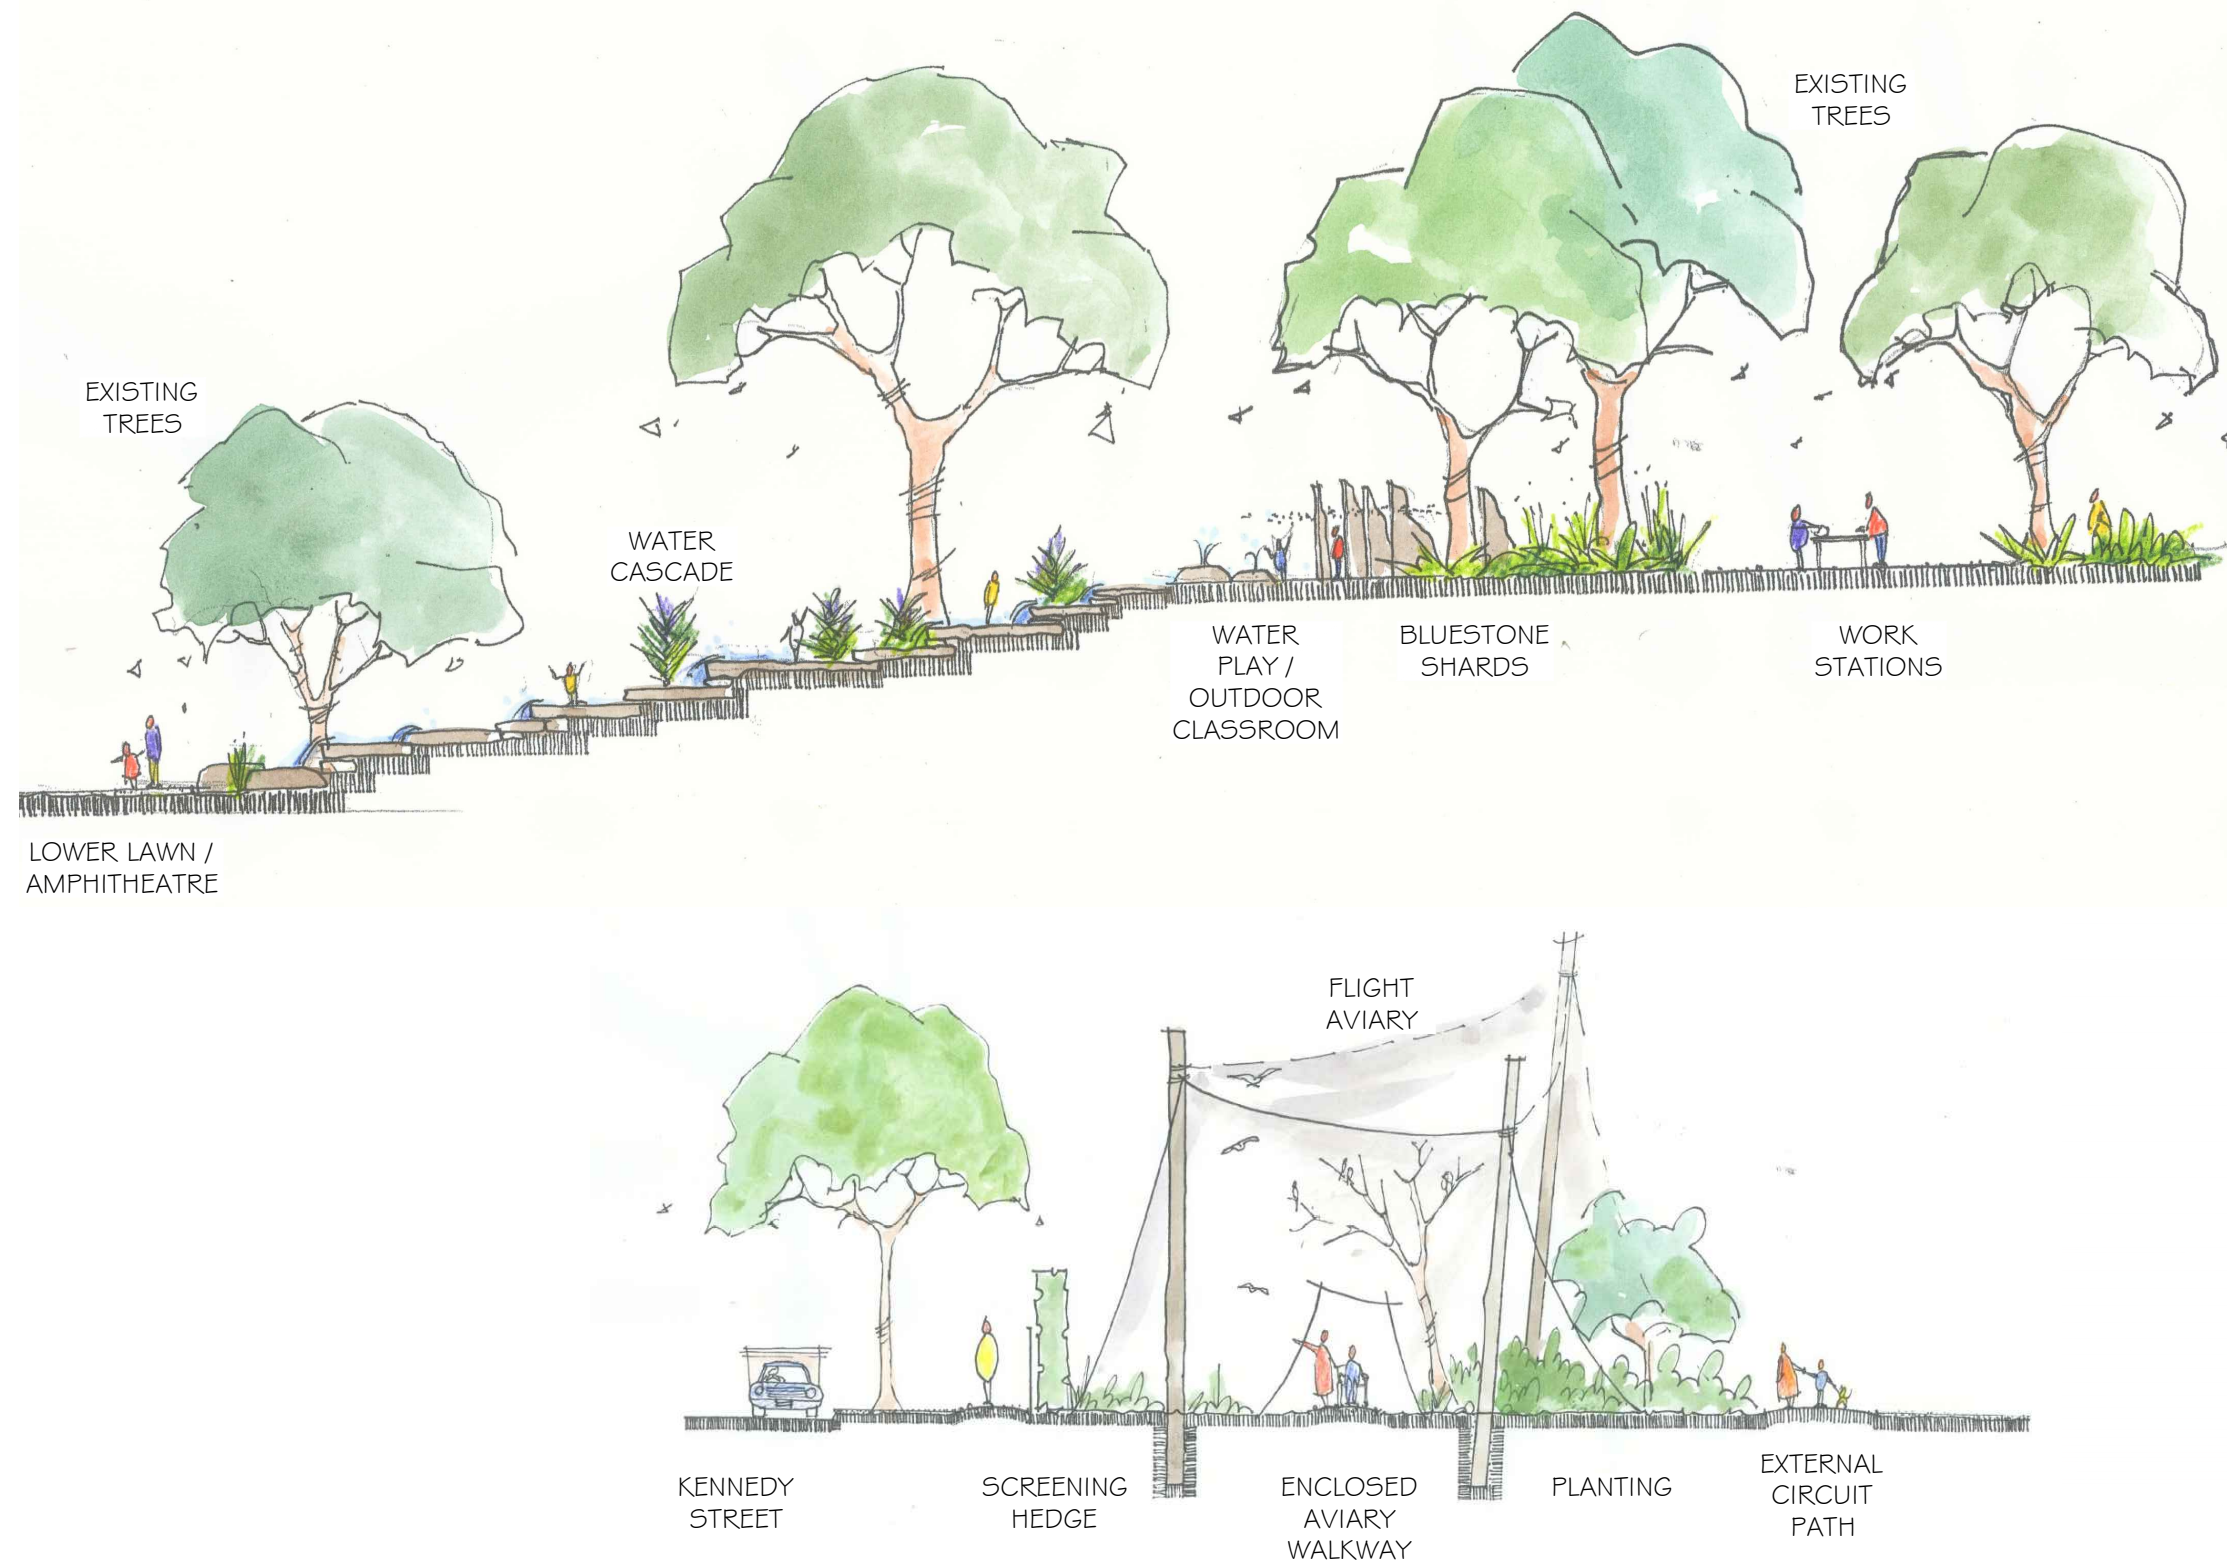 EXISTING
TREES
EXISTING
TREES
WATER
CASCADE
WATER
PLAY /
OUTDOOR
CLASSROOM
BLUESTONE
SHARDS
WORK
STATIONS
LOWER LAWN /
AMPHITHEATRE
FLIGHT
AVIARY
KENNEDY
STREET
SCREENING
HEDGE
ENCLOSED
AVIARY
WALKWAY
PLANTING
EXTERNAL
CIRCUIT
PATH